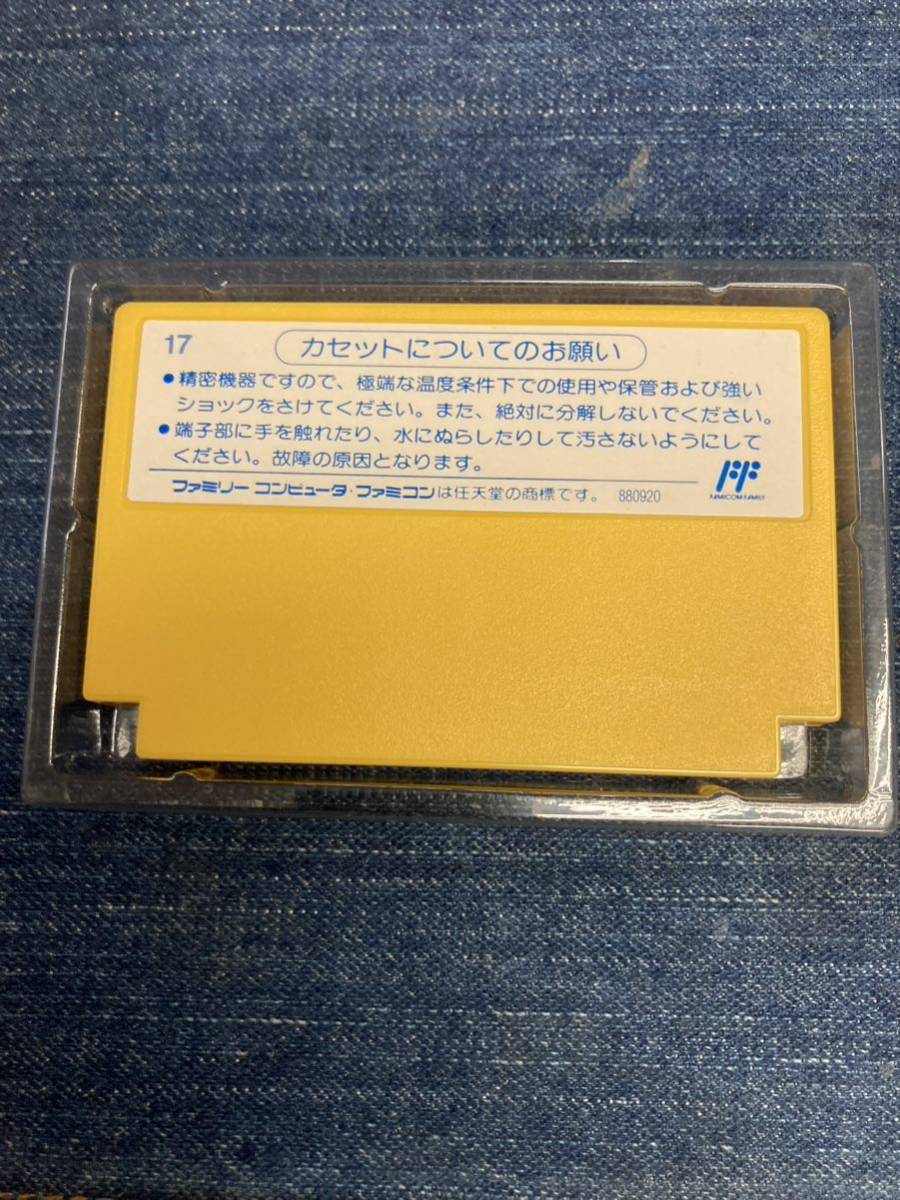 17
カセットについてのお願い
●精密機器ですので、極端な温度条件下での使用や保管および強い
ショックをさけてください。また、絶対に分解しないでください。
●端子部に手を触れたり、水にぬらしたりして汚さないようにして
ください。故障の原因となります。
FF
FAMICOM FAMILY
ファミリーコンピュータ・ファミコンは任天堂の商標です。 880920